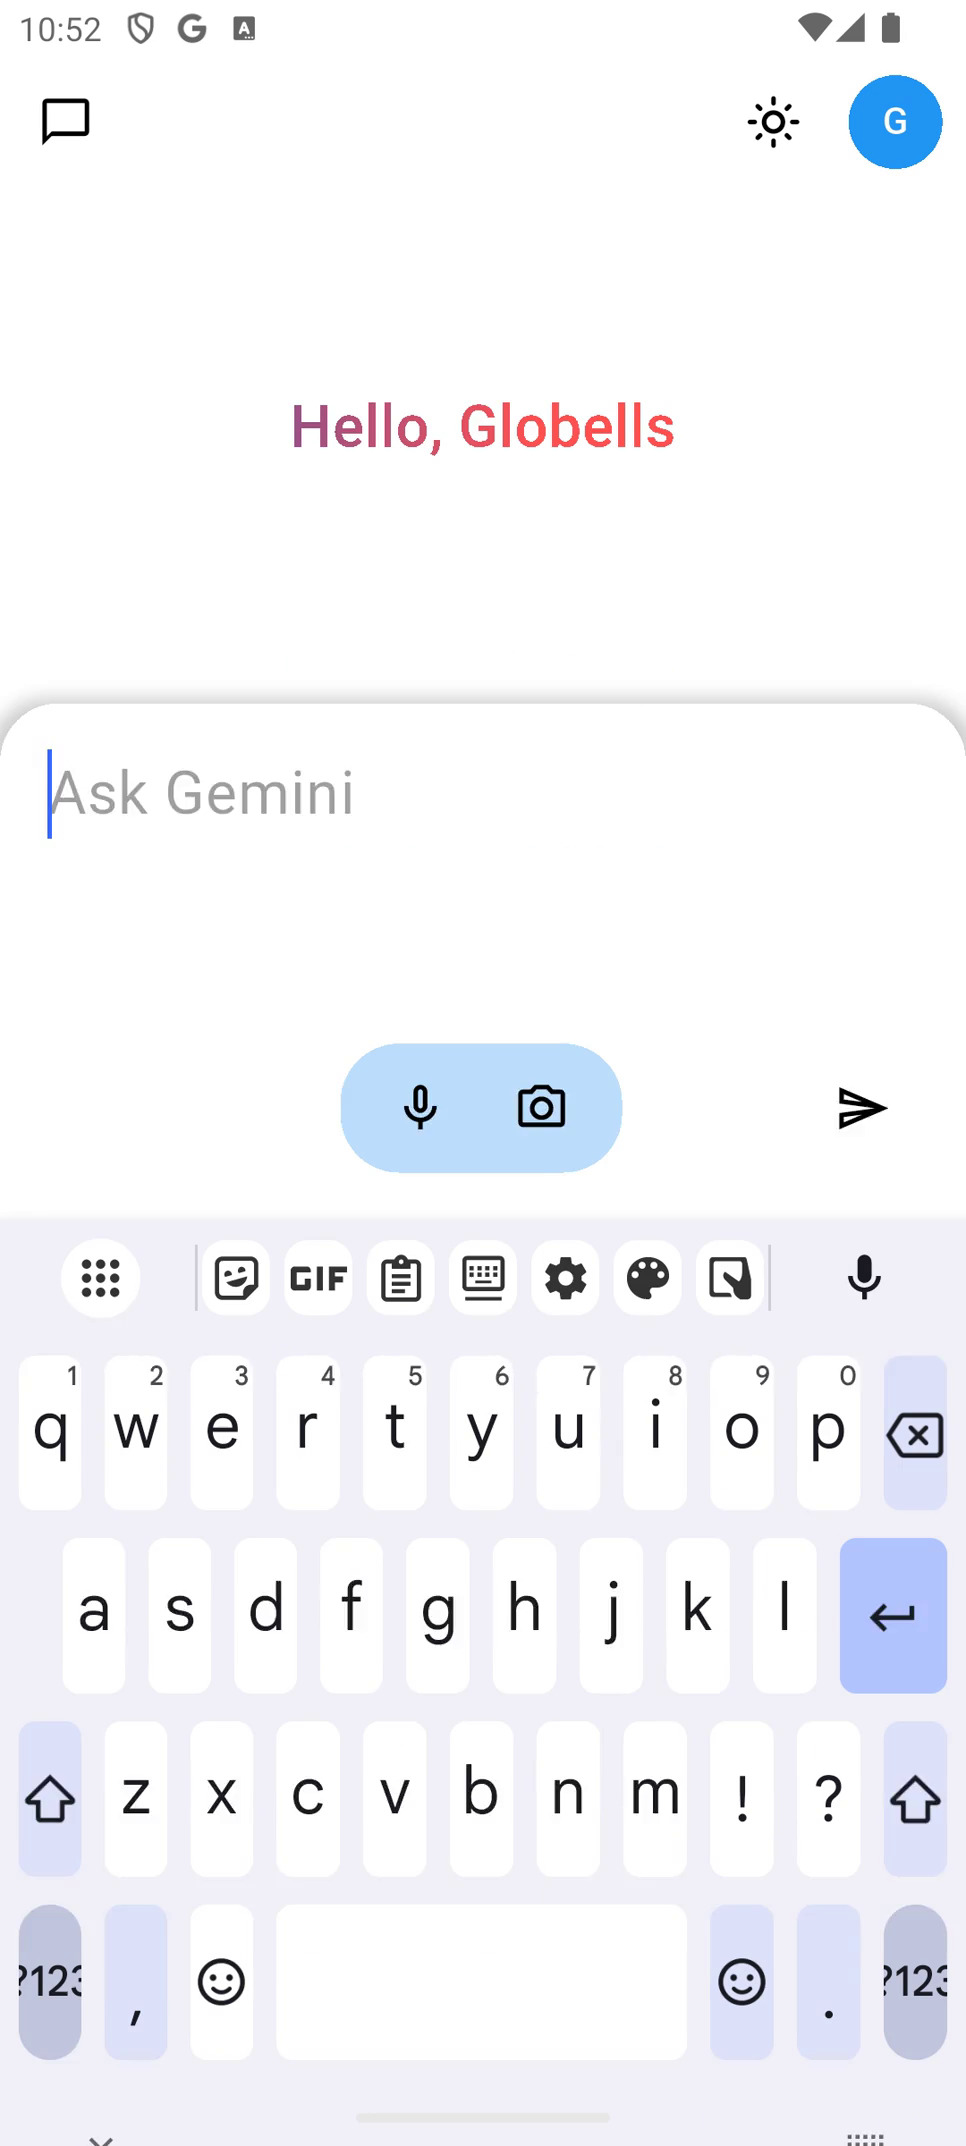 10:52 G A
G
Hello, Globells
Ask Gemini
GIF
1 2 3 4 5 6 7 8 9 0
q w e r t y u i o p
a s d f g h j k l
z x c v b n m ! ?
?123 , . ?123